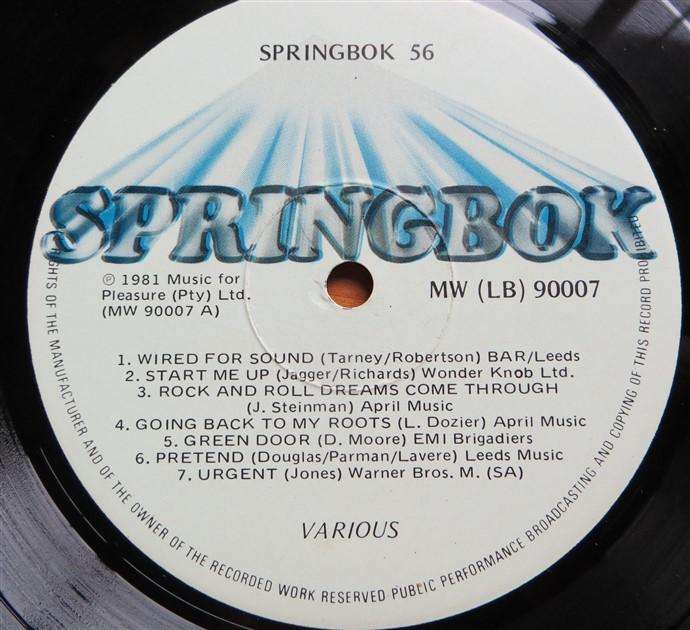 SPRINGBOK 56
SPRINGBOK
℗ 1981 Music for
Pleasure (Pty) Ltd.
(MW 90007 A)
MW (LB) 90007
1. WIRED FOR SOUND (Tarney/Robertson) BAR/Leeds
2. START ME UP (Jagger/Richards) Wonder Knob Ltd.
3. ROCK AND ROLL DREAMS COME THROUGH
(J. Steinman) April Music
4. GOING BACK TO MY ROOTS (L. Dozier) April Music
5. GREEN DOOR (D. Moore) EMI Brigadiers
6. PRETEND (Douglas/Parman/Lavere) Leeds Music
7. URGENT (Jones) Warner Bros. M. (SA)
VARIOUS
RIGHTS OF THE MANUFACTURER AND OF THE OWNER OF THE RECORDED WORK RESERVED PUBLIC PERFORMANCE BROADCASTING AND COPYING OF THIS RECORD PROHIBITED